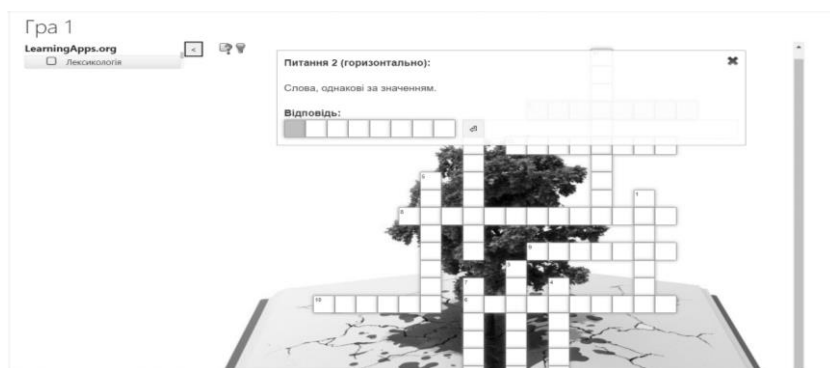 Гра 1
LearningApps.org
Лексикологія
Питання 2 (горизонтально):
Слова, однакові за значенням.
Відповідь: